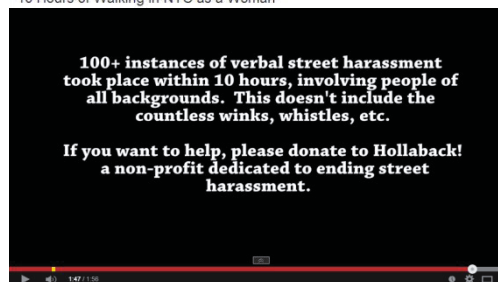 10 Hours of Walking in NYC as a Woman
100+ instances of verbal street harassment
took place within 10 hours, involving people of
all backgrounds. This doesn't include the
countless winks, whistles, etc.
If you want to help, please donate to Hollaback!
a non-profit dedicated to ending street
harassment.
1:47 / 1:56